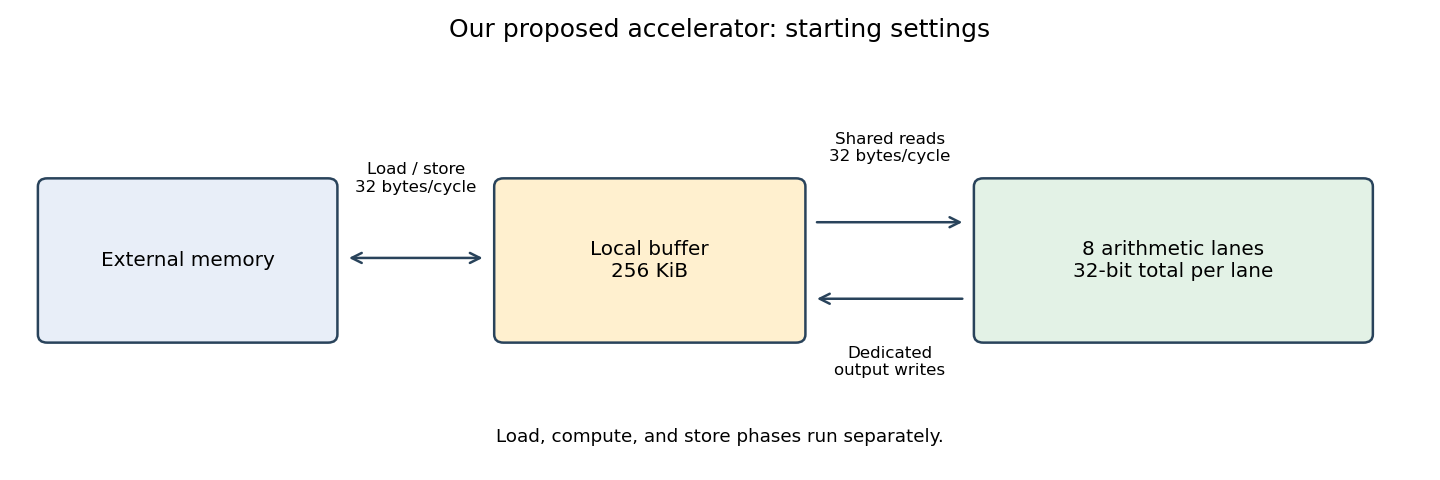 Our proposed accelerator: starting settings
Load / store
32 bytes/cycle
Shared reads
32 bytes/cycle
External memory
Local buffer
256 KiB
8 arithmetic lanes
32-bit total per lane
Dedicated
output writes
Load, compute, and store phases run separately.